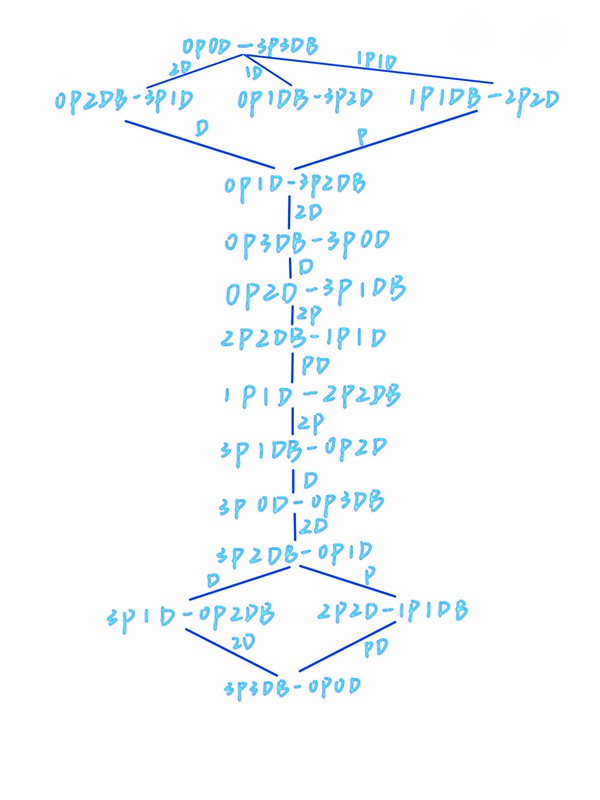 0P0D-3P3DB
2D 1D 1P1D
0P2DB-3P1D 0P1DB-3P2D 1P1DB-2P2D
D P
0P1D-3P2DB
2D
0P3DB-3P0D
D
0P2D-3P1DB
2P
2P2DB-1P1D
PD
1P1D-2P2DB
2P
3P1DB-0P2D
D
3P0D-0P3DB
2D
3P2DB-0P1D
D P
3P1D-0P2DB 2P2D-1P1DB
2D PD
3P3DB-0P0D